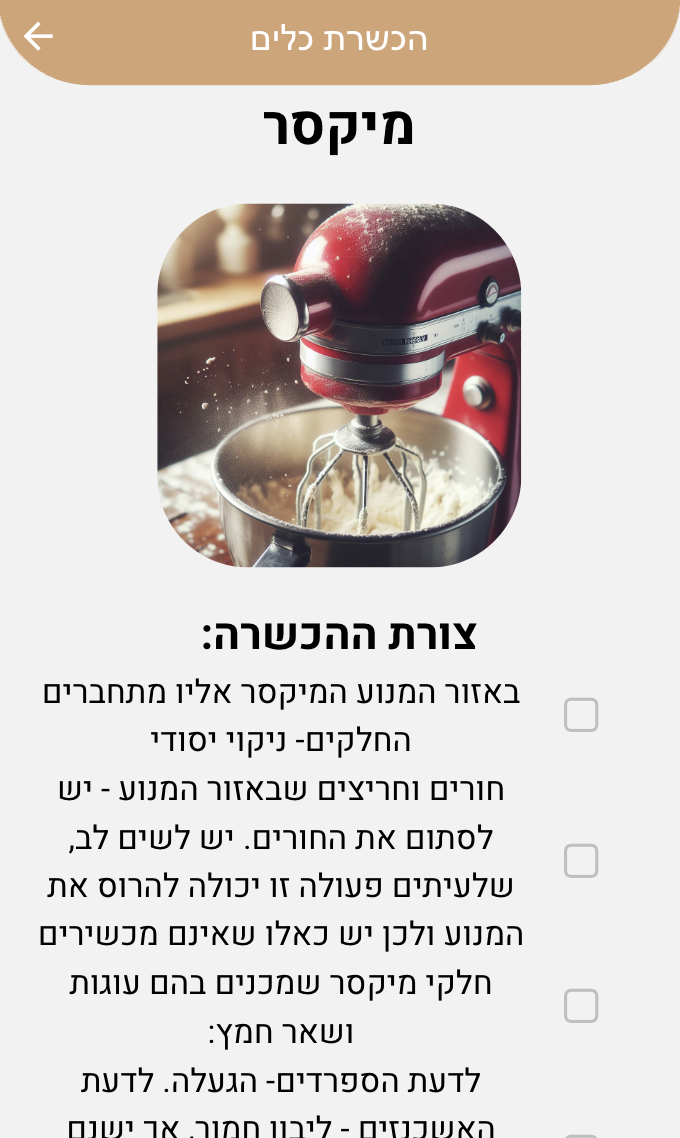 הכשרת כלים
מיקסר
צורת ההכשרה:
באזור המנוע המיקסר אליו מתחברים
החלקים- ניקוי יסודי
חורים וחריצים שבאזור המנוע - יש
לסתום את החורים. יש לשים לב,
שלעיתים פעולה זו יכולה להרוס את
המנוע ולכן יש כאלו שאינם מכשירים
חלקי מיקסר שמכנים בהם עוגות
ושאר חמץ:
לדעת הספרדים- הגעלה. לדעת
האשכנזים - ליבון חמור. אך ישנם